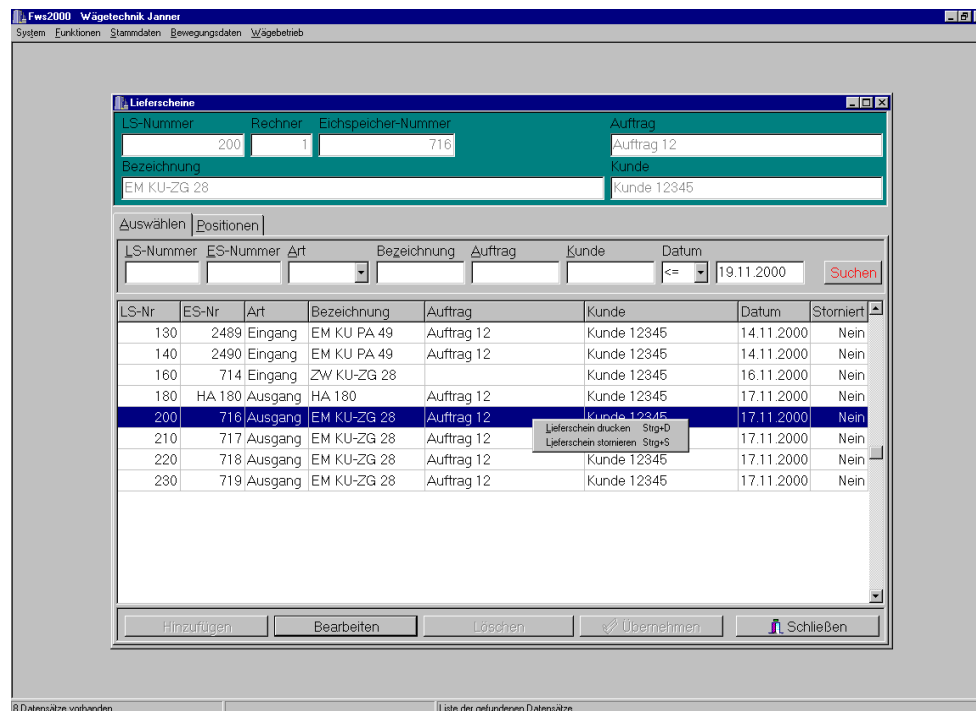 Fws2000 Wägetechnik Janner
System Funktionen Stammdaten Bewegungsdaten Wägebetrieb
Lieferscheine
LS-Nummer Rechner Eichspeicher-Nummer Auftrag
200 1 716 Auftrag 12
Bezeichnung Kunde
EM KU-ZG 28 Kunde 12345
Auswählen Positionen
LS-Nummer ES-Nummer Art Bezeichnung Auftrag Kunde Datum
<= 19.11.2000 Suchen
LS-Nr ES-Nr Art Bezeichnung Auftrag Kunde Datum Storniert
130 2489 Eingang EM KU PA 49 Auftrag 12 Kunde 12345 14.11.2000 Nein
140 2490 Eingang EM KU PA 49 Auftrag 12 Kunde 12345 14.11.2000 Nein
160 714 Eingang ZW KU-ZG 28 Kunde 12345 16.11.2000 Nein
180 HA 180 Ausgang HA 180 Auftrag 12 Kunde 12345 17.11.2000 Nein
200 716 Ausgang EM KU-ZG 28 Auftrag 12 Kunde 12345 17.11.2000 Nein
Lieferschein drucken Strg+D
Lieferschein stornieren Strg+S
210 717 Ausgang EM KU-ZG 28 Auftrag 12 Kunde 12345 17.11.2000 Nein
220 718 Ausgang EM KU-ZG 28 Auftrag 12 Kunde 12345 17.11.2000 Nein
230 719 Ausgang EM KU-ZG 28 Auftrag 12 Kunde 12345 17.11.2000 Nein
Hinzufügen Bearbeiten Löschen Übernehmen Schließen
8 Datensätze vorhanden Liste der gefundenen Datensätze